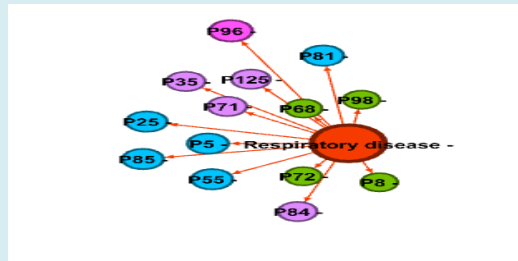 P96 -
P81 -
P35 -
P125 -
P71 -
P68 -
P98 -
P25 -
P5 -
Respiratory disease -
P85 -
P55 -
P72 -
P8 -
P84 -